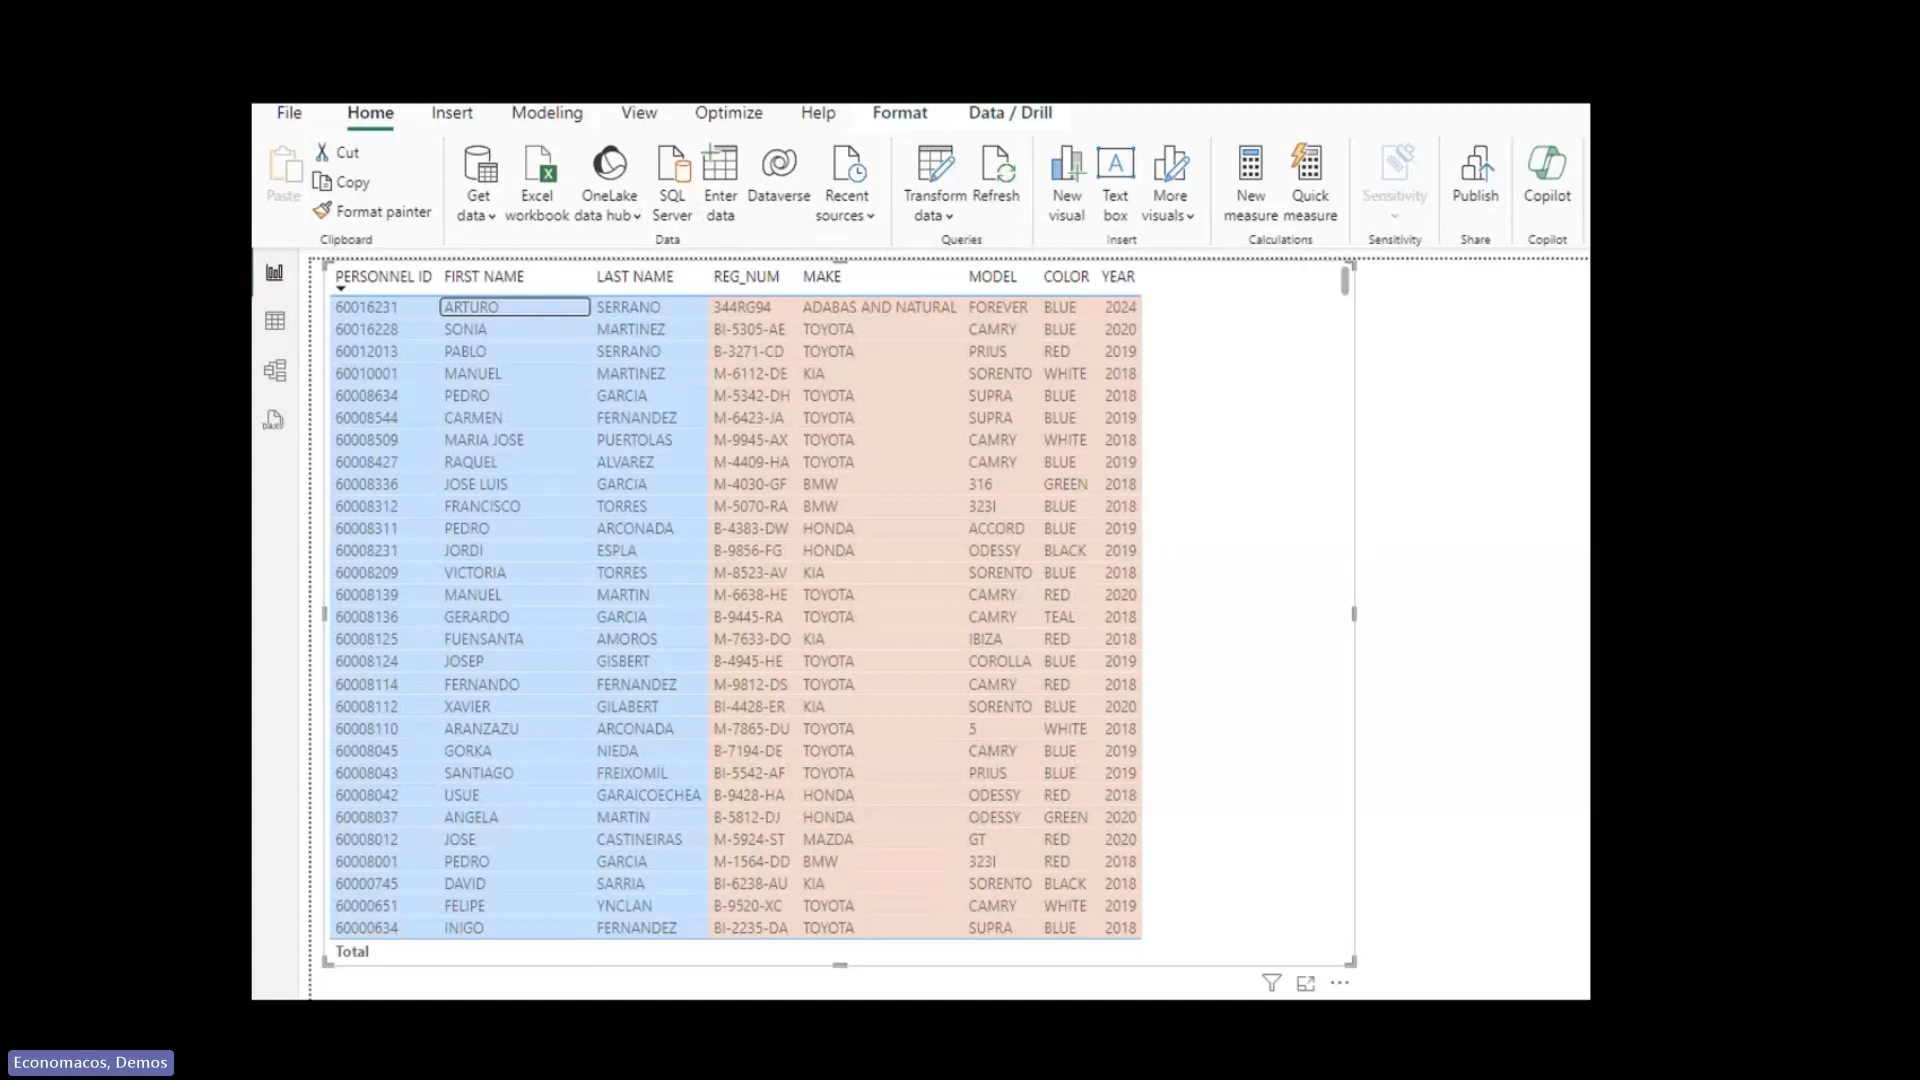 File Home Insert Modeling View Optimize Help Format Data / Drill
Paste
Cut
Copy
Format painter
Clipboard
Get data
Excel workbook
OneLake data hub
SQL Server
Enter data
Dataverse
Recent sources
Data
Transform data
Refresh
Queries
New visual
Text box
More visuals
Insert
New measure
Quick measure
Calculations
Sensitivity
Sensitivity
Publish
Share
Copilot
Copilot
PERSONNEL ID FIRST NAME LAST NAME REG_NUM MAKE MODEL COLOR YEAR
60016231 ARTURO SERRANO 344RG94 ADABAS AND NATURAL FOREVER BLUE 2024
60016228 SONIA MARTINEZ BI-5305-AE TOYOTA CAMRY BLUE 2020
60012013 PABLO SERRANO B-3271-CD TOYOTA PRIUS RED 2019
60010001 MANUEL MARTINEZ M-6112-DE KIA SORENTO WHITE 2018
60008634 PEDRO GARCIA M-5342-DH TOYOTA SUPRA BLUE 2018
60008544 CARMEN FERNANDEZ M-6423-JA TOYOTA SUPRA BLUE 2019
60008509 MARIA JOSE PUERTOLAS M-9945-AX TOYOTA CAMRY WHITE 2018
60008427 RAQUEL ALVAREZ M-4409-HA TOYOTA CAMRY BLUE 2019
60008336 JOSE LUIS GARCIA M-4030-GF BMW 316 GREEN 2018
60008312 FRANCISCO TORRES M-5070-RA BMW 323I BLUE 2018
60008311 PEDRO ARCONADA B-4383-DW HONDA ACCORD BLUE 2019
60008231 JORDI ESPLA B-9856-FG HONDA ODESSY BLACK 2019
60008209 VICTORIA TORRES M-8523-AV KIA SORENTO BLUE 2018
60008139 MANUEL MARTIN M-6638-HE TOYOTA CAMRY RED 2020
60008136 GERARDO GARCIA B-9445-RA TOYOTA CAMRY TEAL 2018
60008125 FUENSANTA AMOROS M-7633-DO KIA IBIZA RED 2018
60008124 JOSEP GISBERT B-4945-HE TOYOTA COROLLA BLUE 2019
60008114 FERNANDO FERNANDEZ M-9812-DS TOYOTA CAMRY RED 2018
60008112 XAVIER GILABERT BI-4428-ER KIA SORENTO BLUE 2020
60008110 ARANZAZU ARCONADA M-7865-DU TOYOTA 5 WHITE 2018
60008045 GORKA NIEDA B-7194-DE TOYOTA CAMRY BLUE 2019
60008043 SANTIAGO FREIXOMIL BI-5542-AF TOYOTA PRIUS BLUE 2019
60008042 USUE GARAICOECHEA B-9428-HA HONDA ODESSY RED 2018
60008037 ANGELA MARTIN B-5812-DJ HONDA ODESSY GREEN 2020
60008012 JOSE CASTINEIRAS M-5924-ST MAZDA GT RED 2020
60008001 PEDRO GARCIA M-1564-DD BMW 323I RED 2018
60000745 DAVID SARRIA BI-6238-AU KIA SORENTO BLACK 2018
60000651 FELIPE YNCLAN B-9520-XC TOYOTA CAMRY WHITE 2019
60000634 INIGO FERNANDEZ BI-2235-DA TOYOTA SUPRA BLUE 2018
Total
Economacos, Demos